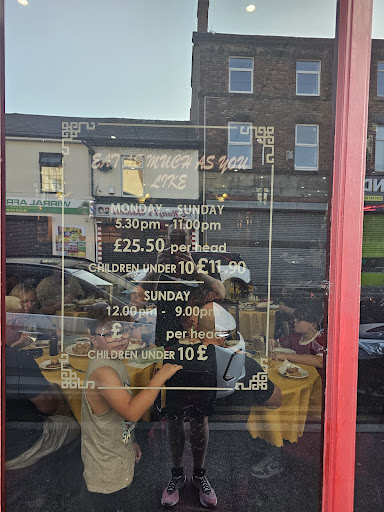 EAT AS MUCH AS YOU
LIKE
MONDAY - SUNDAY
5.30pm - 11.00pm
£25.50 per head
CHILDREN UNDER 10 £11.90
SUNDAY
12.00pm - 9.00pm
£ per head
CHILDREN UNDER 10 £